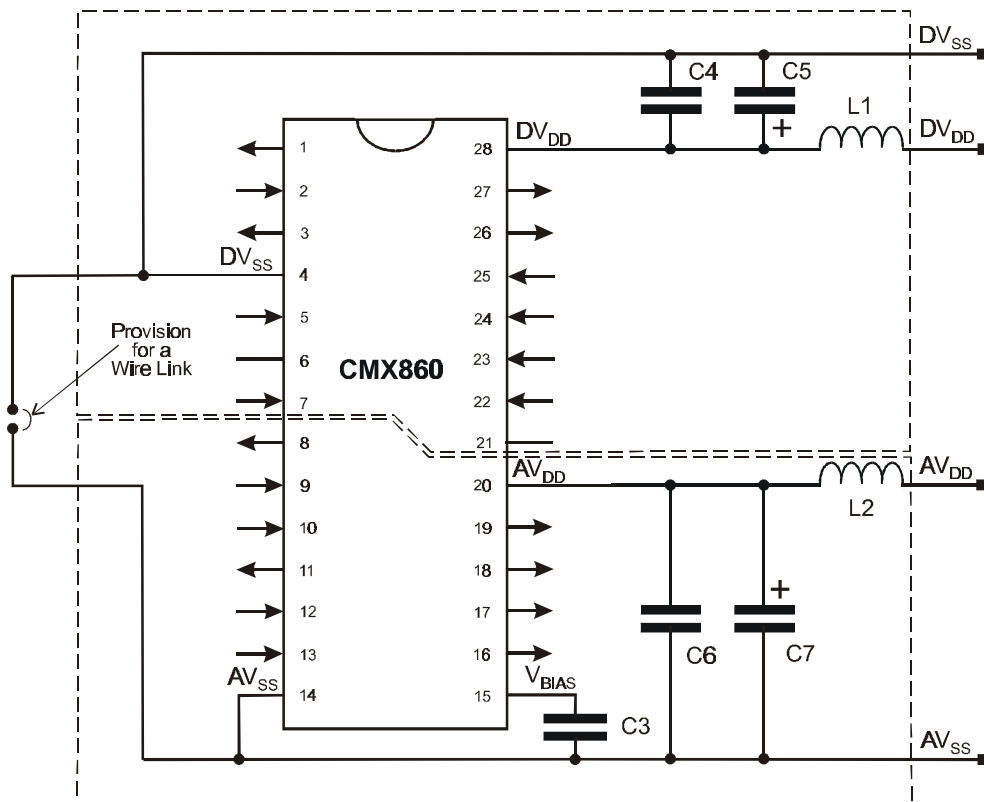 DVSS
C4
C5
L1
+
DVDD
DVDD
1
28
2
27
3
26
DVSS
4
25
5
24
Provision
for a
Wire Link
6
23
CMX860
7
22
8
21
AVDD
AVDD
9
20
L2
10
19
11
18
12
17
+
13
16
C6
C7
AVSS
VBIAS
14
15
C3
AVSS